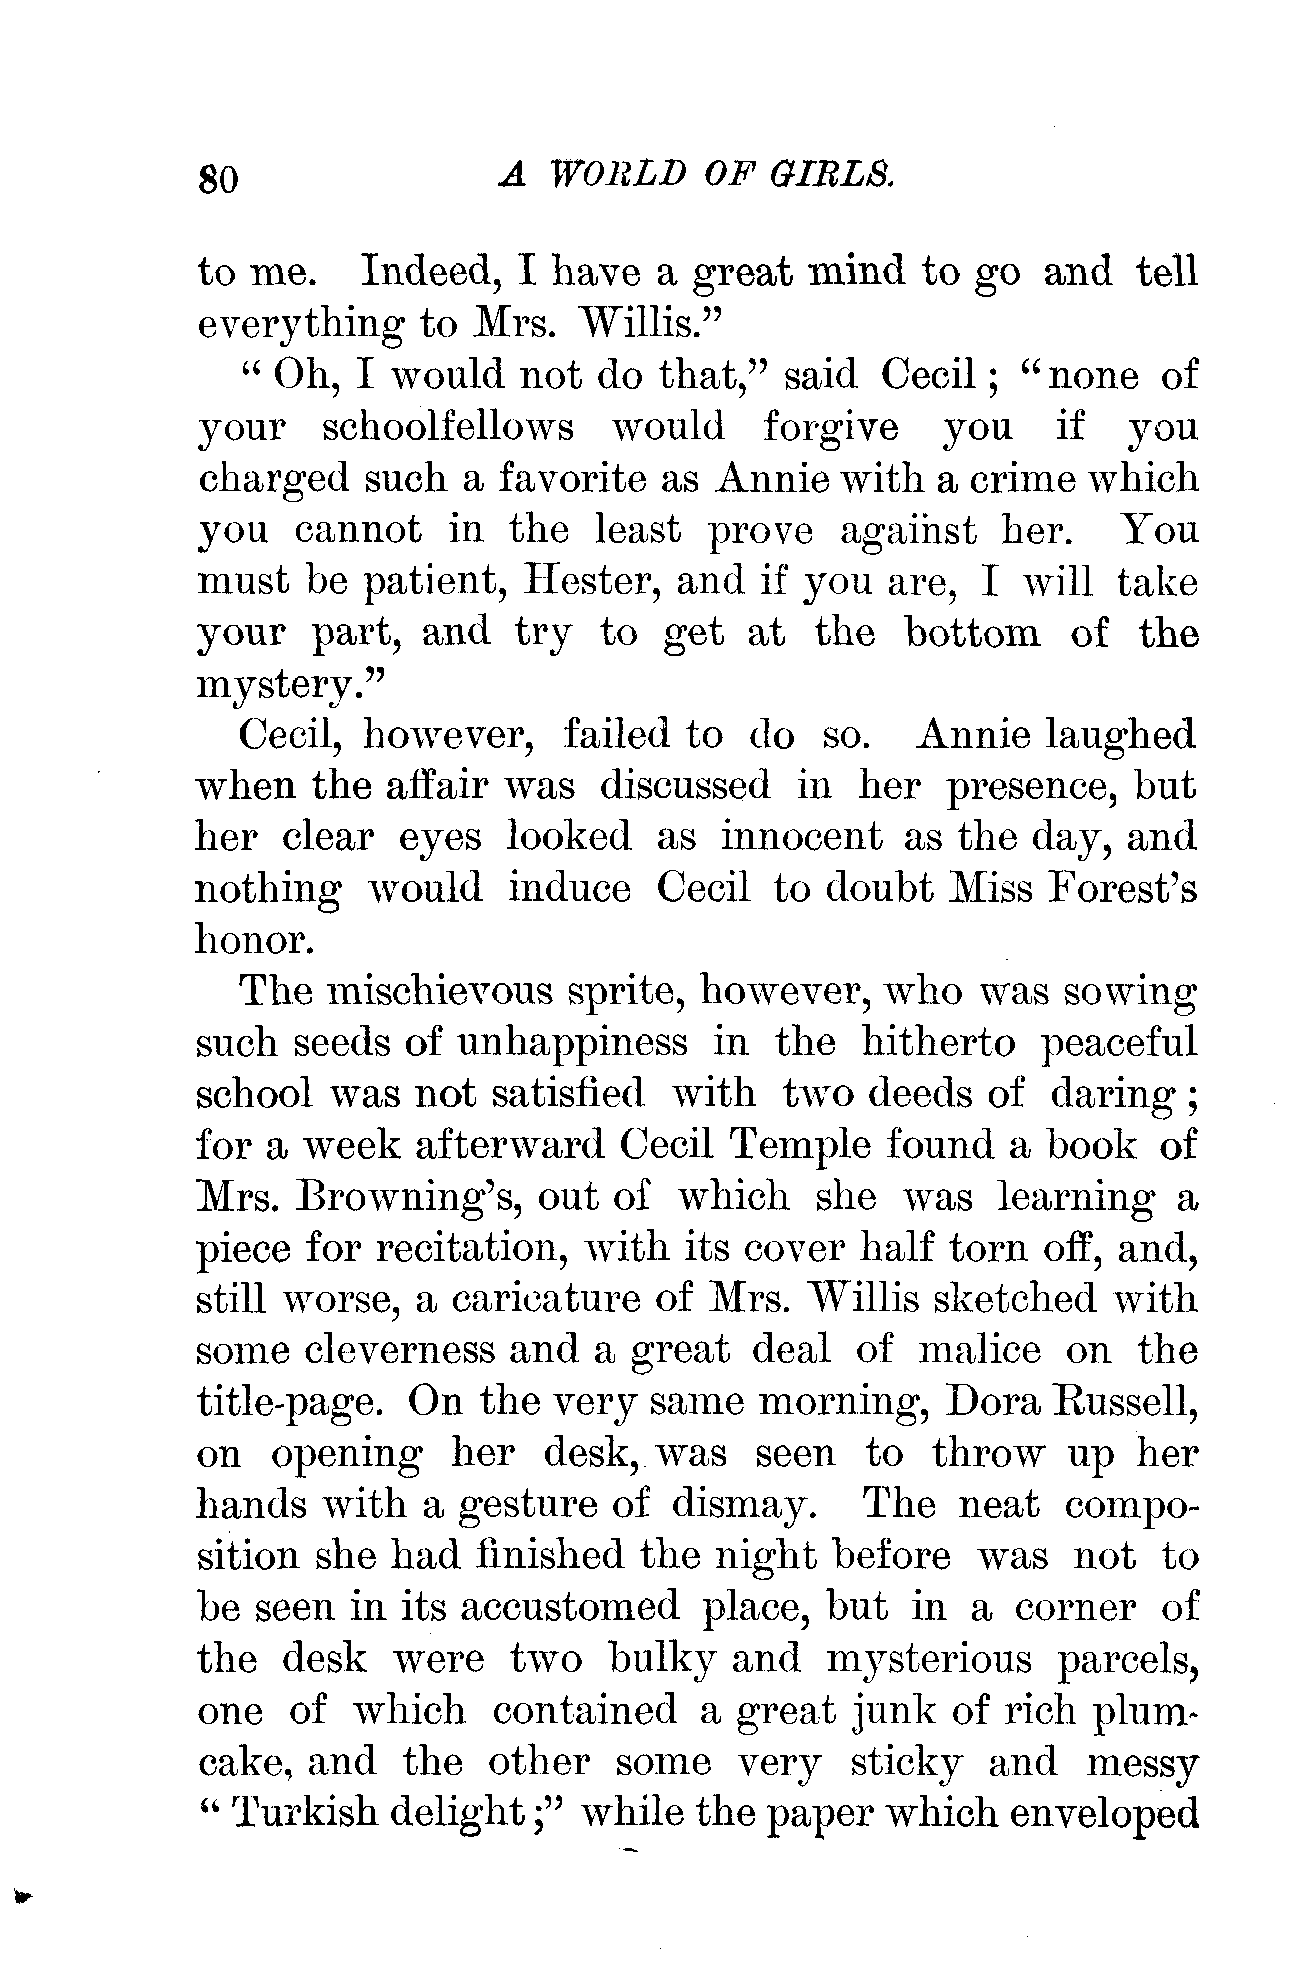 80 A WORLD OF GIRLS.
to me. Indeed, I have a great mind to go and tell
everything to Mrs. Willis.”
“ Oh, I would not do that,” said Cecil ; “ none of
your schoolfellows would forgive you if you
charged such a favorite as Annie with a crime which
you cannot in the least prove against her. You
must be patient, Hester, and if you are, I will take
your part, and try to get at the bottom of the
mystery.”
Cecil, however, failed to do so. Annie laughed
when the affair was discussed in her presence, but
her clear eyes looked as innocent as the day, and
nothing would induce Cecil to doubt Miss Forest’s
honor.
The mischievous sprite, however, who was sowing
such seeds of unhappiness in the hitherto peaceful
school was not satisfied with two deeds of daring ;
for a week afterward Cecil Temple found a book of
Mrs. Browning’s, out of which she was learning a
piece for recitation, with its cover half torn off, and,
still worse, a caricature of Mrs. Willis sketched with
some cleverness and a great deal of malice on the
title-page. On the very same morning, Dora Russell,
on opening her desk, was seen to throw up her
hands with a gesture of dismay. The neat compo-
sition she had finished the night before was not to
be seen in its accustomed place, but in a corner of
the desk were two bulky and mysterious parcels,
one of which contained a great junk of rich plum-
cake, and the other some very sticky and messy
“ Turkish delight ;” while the paper which enveloped